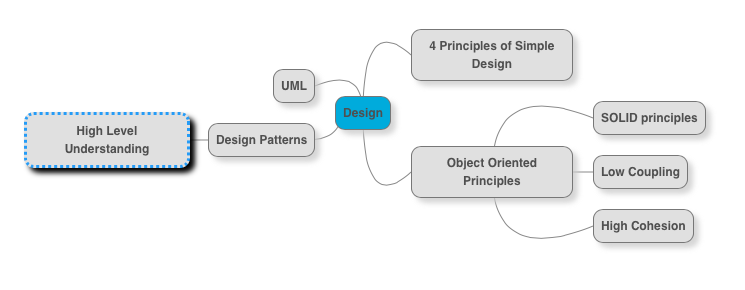 4 Principles of Simple
Design
UML
Design
High Level
Understanding
Design Patterns
SOLID principles
Object Oriented
Principles
Low Coupling
High Cohesion